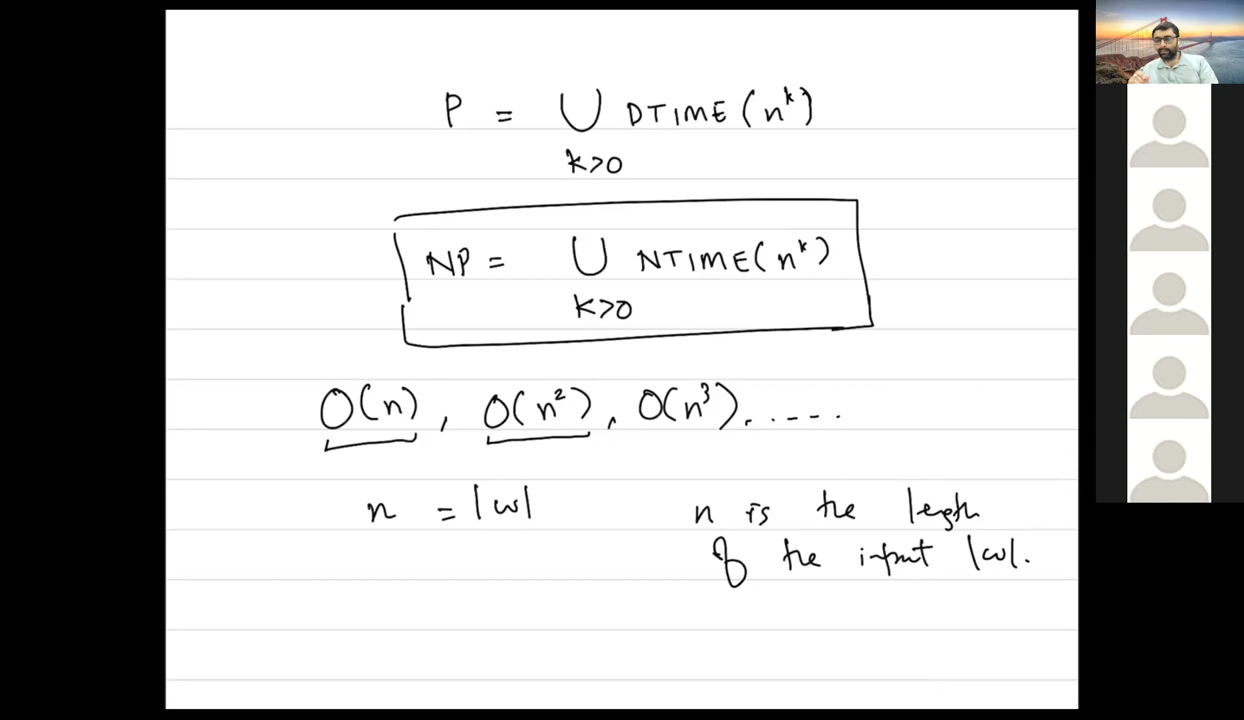 P = ⋃ DTIME(n^k)
k>0
NP = ⋃ NTIME(n^k)
k>0
O(n), O(n²), O(n³), .....
n = |w| n is the length
of the input |w|.